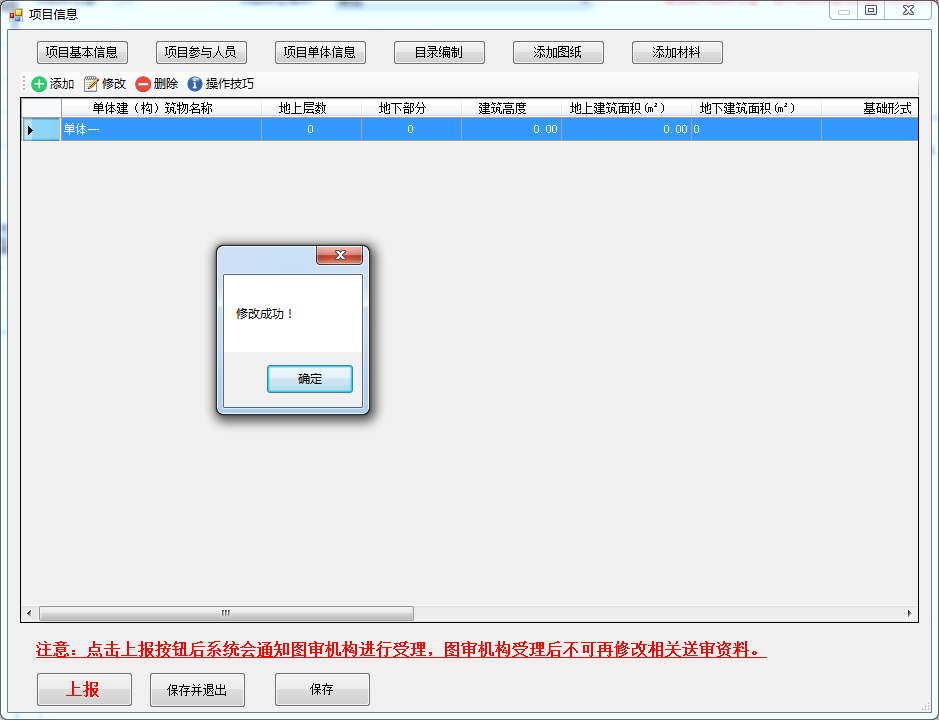 项目信息
项目基本信息 项目参与人员 项目单体信息 目录编制 添加图纸 添加材料
添加 修改 删除 操作技巧
单体建（构）筑物名称 地上层数 地下部分 建筑高度 地上建筑面积(㎡) 地下建筑面积(㎡) 基础形式
单体一 0 0 0.00 0.00 0
修改成功！
确定
注意：点击上报按钮后系统会通知图审机构进行受理，图审机构受理后不可再修改相关送审资料。
上报 保存并退出 保存